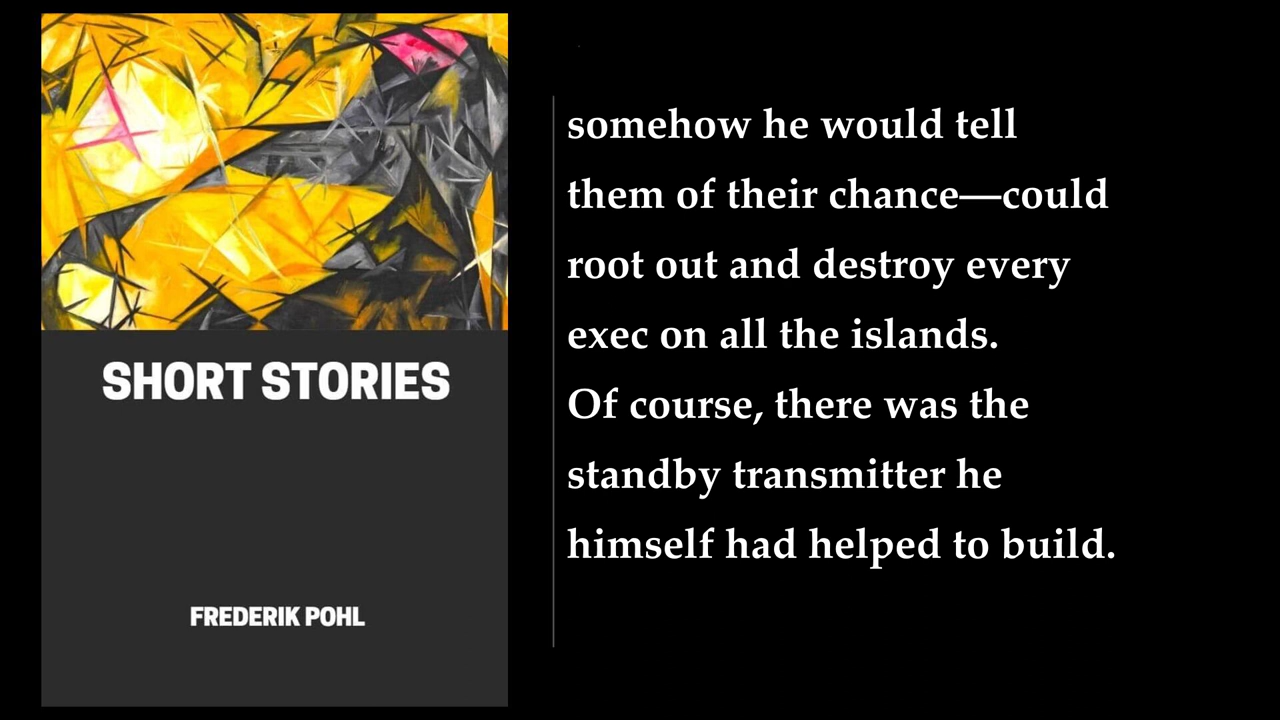 SHORT STORIES
FREDERIK POHL
somehow he would tell
them of their chance—could
root out and destroy every
exec on all the islands.
Of course, there was the
standby transmitter he
himself had helped to build.